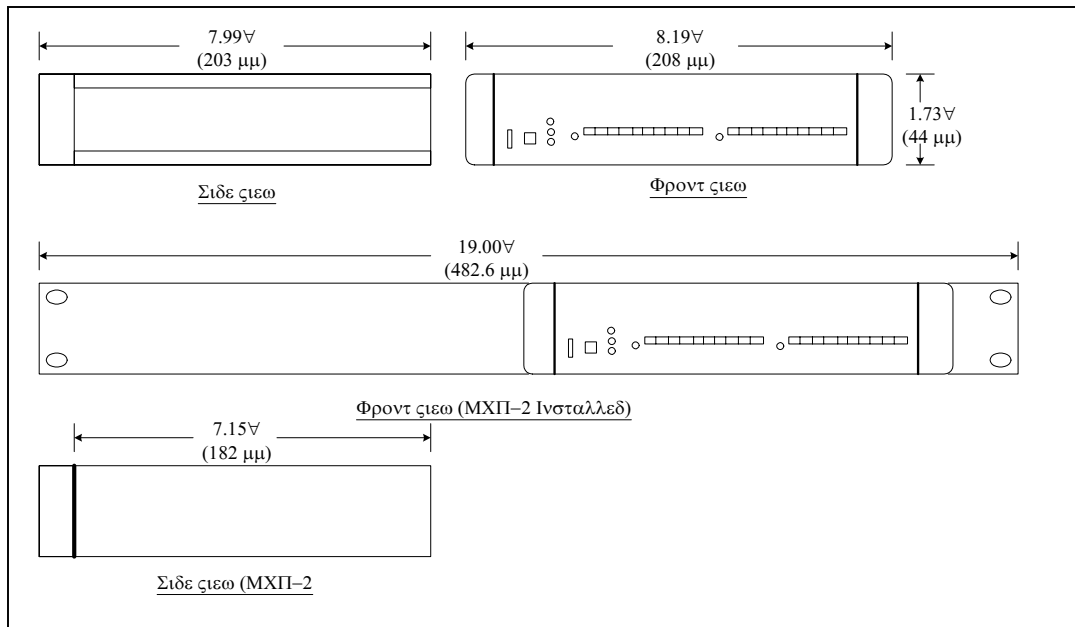 7.99∀
(203 μμ)
8.19∀
(208 μμ)
1.73∀
(44 μμ)
Σιδε ςιεω
Φροντ ςιεω
19.00∀
(482.6 μμ)
Φροντ ςιεω (ΜΧΠ−2 Ινσταλλεδ)
7.15∀
(182 μμ)
Σιδε ςιεω (ΜΧΠ−2